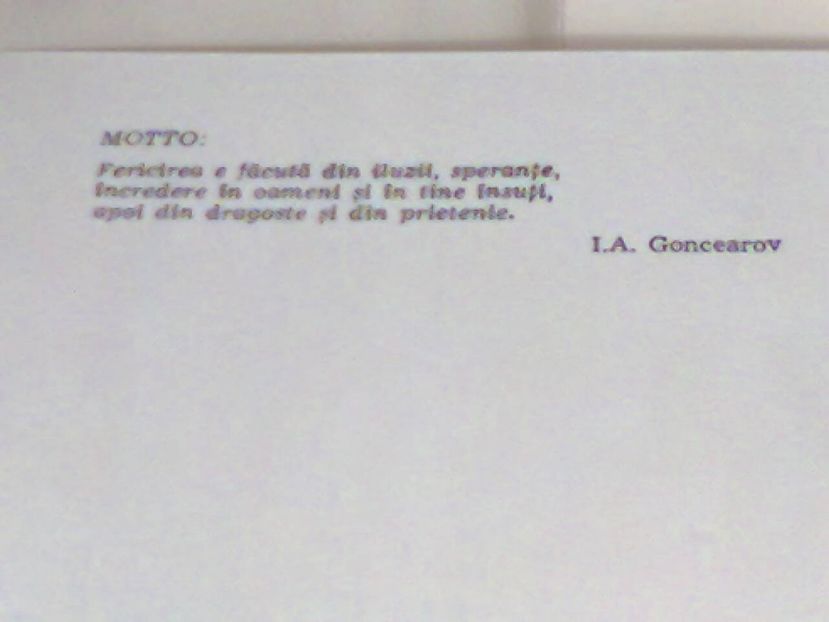 MOTTO:
Fericirea e făcută din iluzii, speranțe,
încredere în oameni și în tine însuți,
apoi din dragoste și din prietenie.
I.A. Goncearov